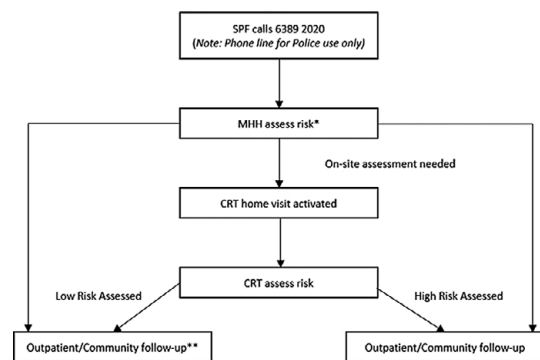 SPF calls 6389 2020
(Note: Phone line for Police use only)
MHH assess risk*
On-site assessment needed
CRT home visit activated
CRT assess risk
Low Risk Assessed
High Risk Assessed
Outpatient/Community follow-up**
Outpatient/Community follow-up